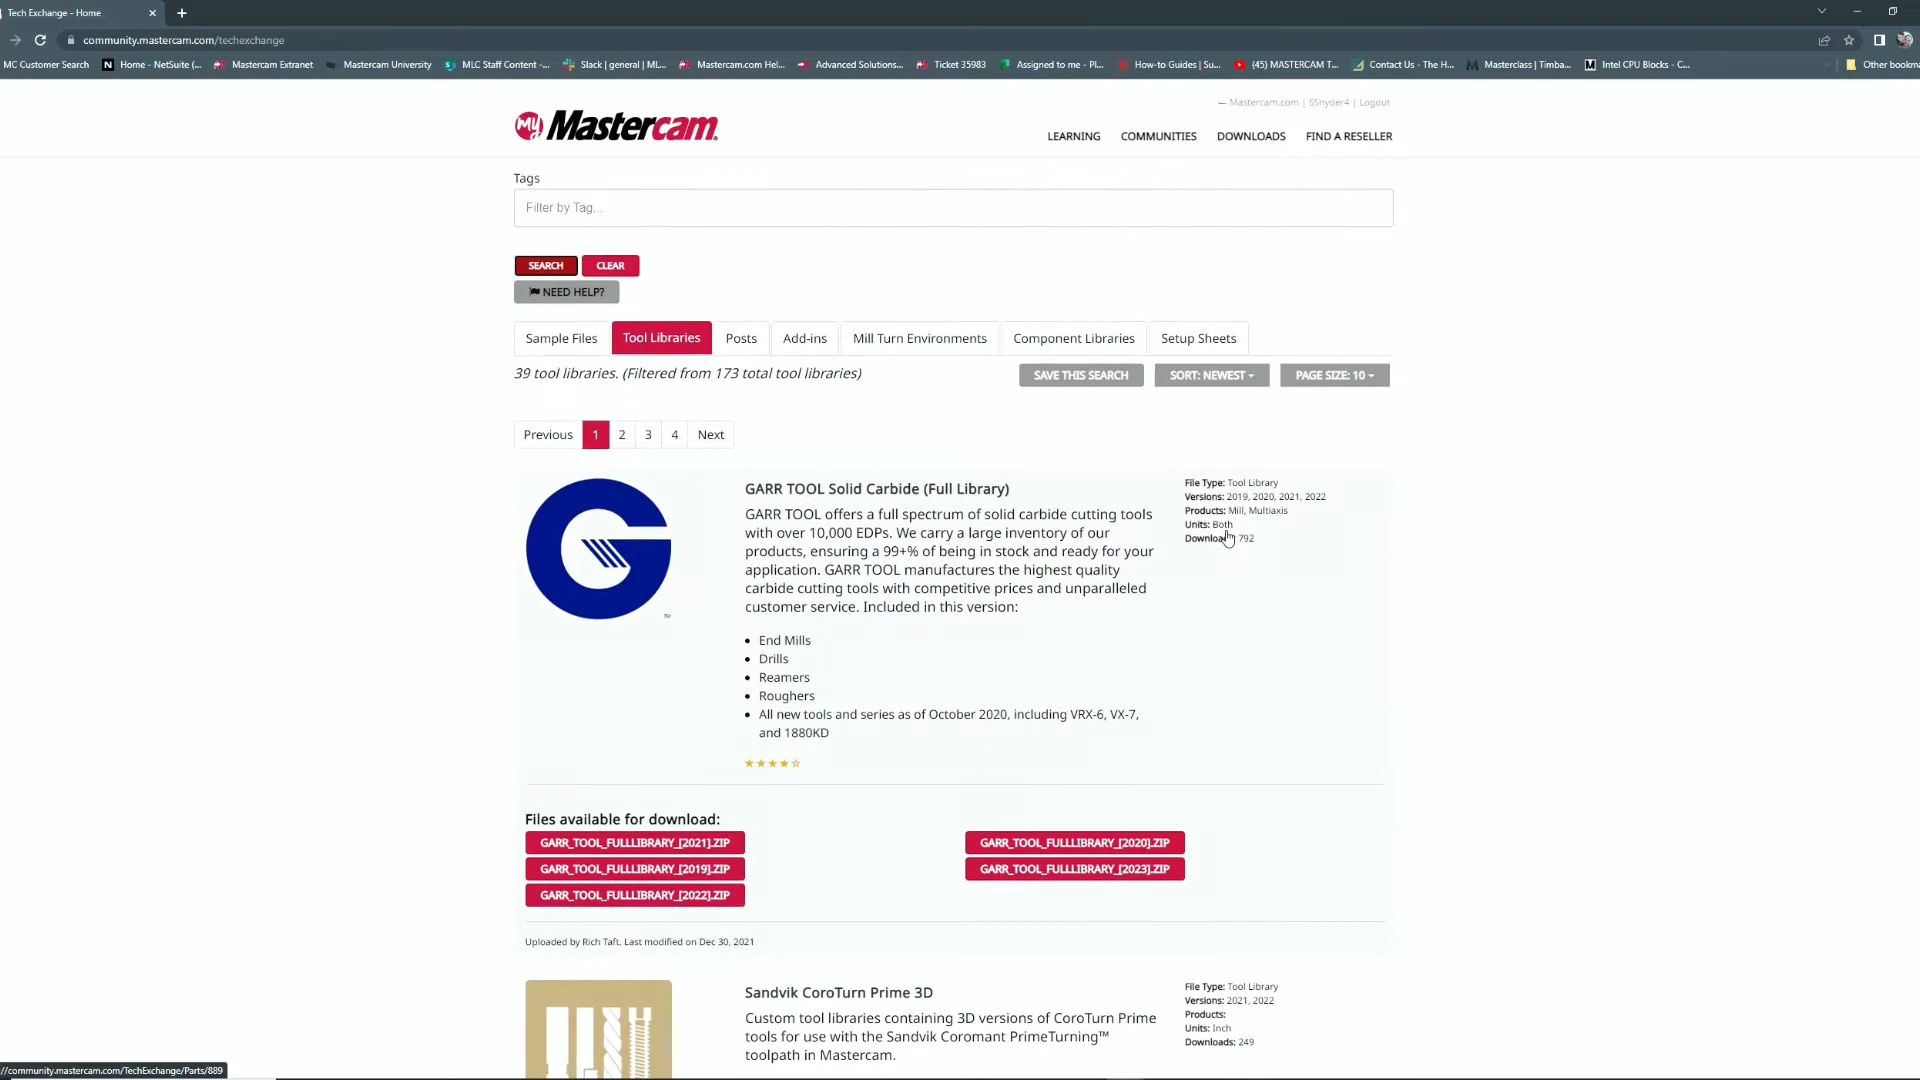 Tech Exchange - Home
community.mastercam.com/techexchange
MC Customer Search Home - NetSuite (... Mastercam Extranet Mastercam University MLC Staff Content -... Slack | general | ML... Mastercam.com Hel... Advanced Solutions... Ticket 35983 Assigned to me - Pl... How-to Guides | Su... (45) MASTERCAM T... Contact Us - The H... Masterclass | Timba... Intel CPU Blocks - C... Other bookma
— Mastercam.com | SSnyder4 | Logout
my Mastercam
LEARNING COMMUNITIES DOWNLOADS FIND A RESELLER
Tags
Filter by Tag...
SEARCH CLEAR
NEED HELP?
Sample Files Tool Libraries Posts Add-ins Mill Turn Environments Component Libraries Setup Sheets
39 tool libraries. (Filtered from 173 total tool libraries)
SAVE THIS SEARCH SORT: NEWEST PAGE SIZE: 10
Previous 1 2 3 4 Next
GARR TOOL Solid Carbide (Full Library)
GARR TOOL offers a full spectrum of solid carbide cutting tools
with over 10,000 EDPs. We carry a large inventory of our
products, ensuring a 99+% of being in stock and ready for your
application. GARR TOOL manufactures the highest quality
carbide cutting tools with competitive prices and unparalleled
customer service. Included in this version:
• End Mills
• Drills
• Reamers
• Roughers
• All new tools and series as of October 2020, including VRX-6, VX-7,
and 1880KD
File Type: Tool Library
Versions: 2019, 2020, 2021, 2022
Products: Mill, Multiaxis
Units: Both
792
TM
Files available for download:
GARR_TOOL_FULLLIBRARY_[2021].ZIP GARR_TOOL_FULLLIBRARY_[2020].ZIP
GARR_TOOL_FULLLIBRARY_[2019].ZIP GARR_TOOL_FULLLIBRARY_[2023].ZIP
GARR_TOOL_FULLLIBRARY_[2022].ZIP
Uploaded by Rich Taft. Last modified on Dec 30, 2021
Sandvik CoroTurn Prime 3D
Custom tool libraries containing 3D versions of CoroTurn Prime
tools for use with the Sandvik Coromant PrimeTurning™
toolpath in Mastercam.
File Type: Tool Library
Versions: 2021, 2022
Products:
Units: Inch
Downloads: 249
//community.mastercam.com/TechExchange/Parts/889